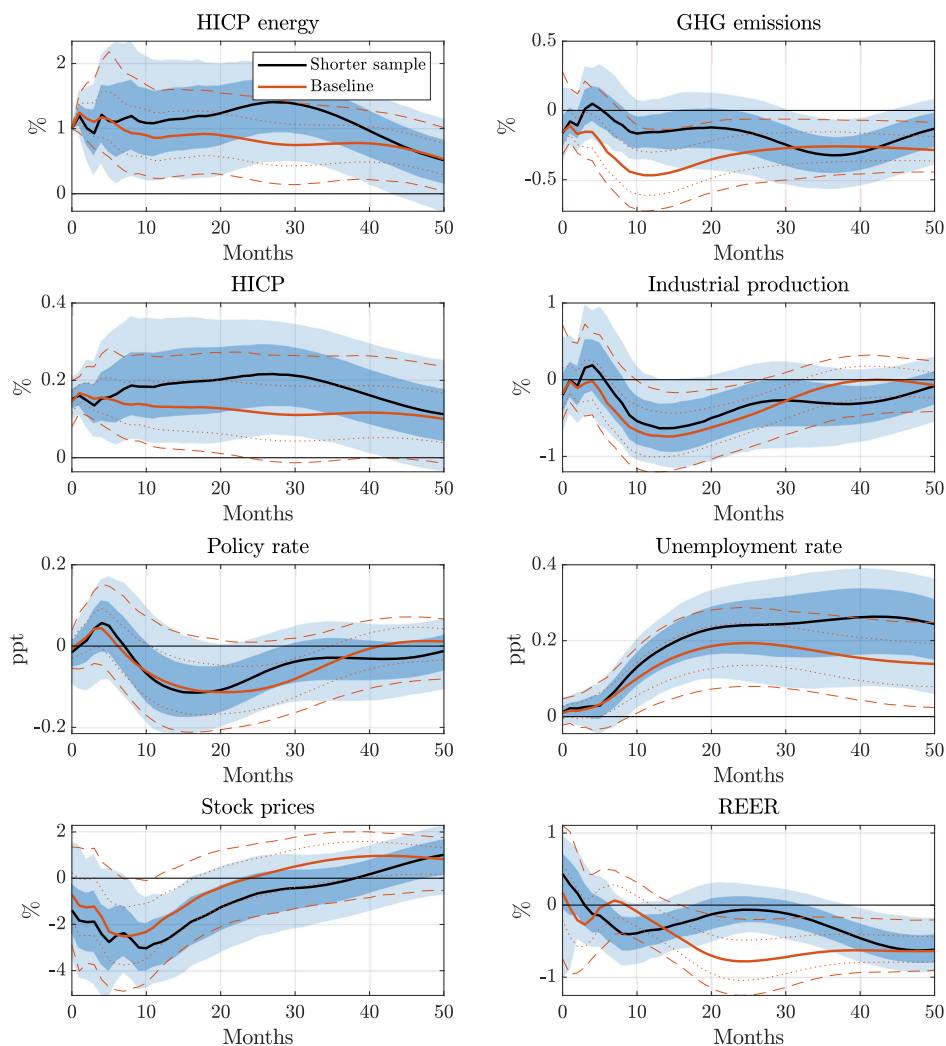 HICP energy
2
1
0
%
0 10 20 30 40 50
Months
Shorter sample
Baseline
GHG emissions
0.5
0
-0.5
%
0 10 20 30 40 50
Months
HICP
0.4
0.2
0
%
0 10 20 30 40 50
Months
Industrial production
1
0
-1
%
0 10 20 30 40 50
Months
Policy rate
0.2
0
-0.2
ppt
0 10 20 30 40 50
Months
Unemployment rate
0.4
0.2
0
ppt
0 10 20 30 40 50
Months
Stock prices
2
0
-2
-4
%
0 10 20 30 40 50
Months
REER
1
0
-1
%
0 10 20 30 40 50
Months